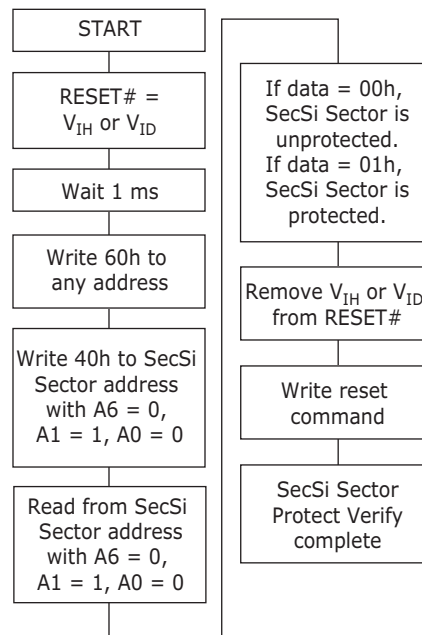 START
RESET# =
V_IH or V_ID
Wait 1 ms
Write 60h to
any address
Write 40h to SecSi
Sector address
with A6 = 0,
A1 = 1, A0 = 0
Read from SecSi
Sector address
with A6 = 0,
A1 = 1, A0 = 0
If data = 00h,
SecSi Sector is
unprotected.
If data = 01h,
SecSi Sector is
protected.
Remove V_IH or V_ID
from RESET#
Write reset
command
SecSi Sector
Protect Verify
complete